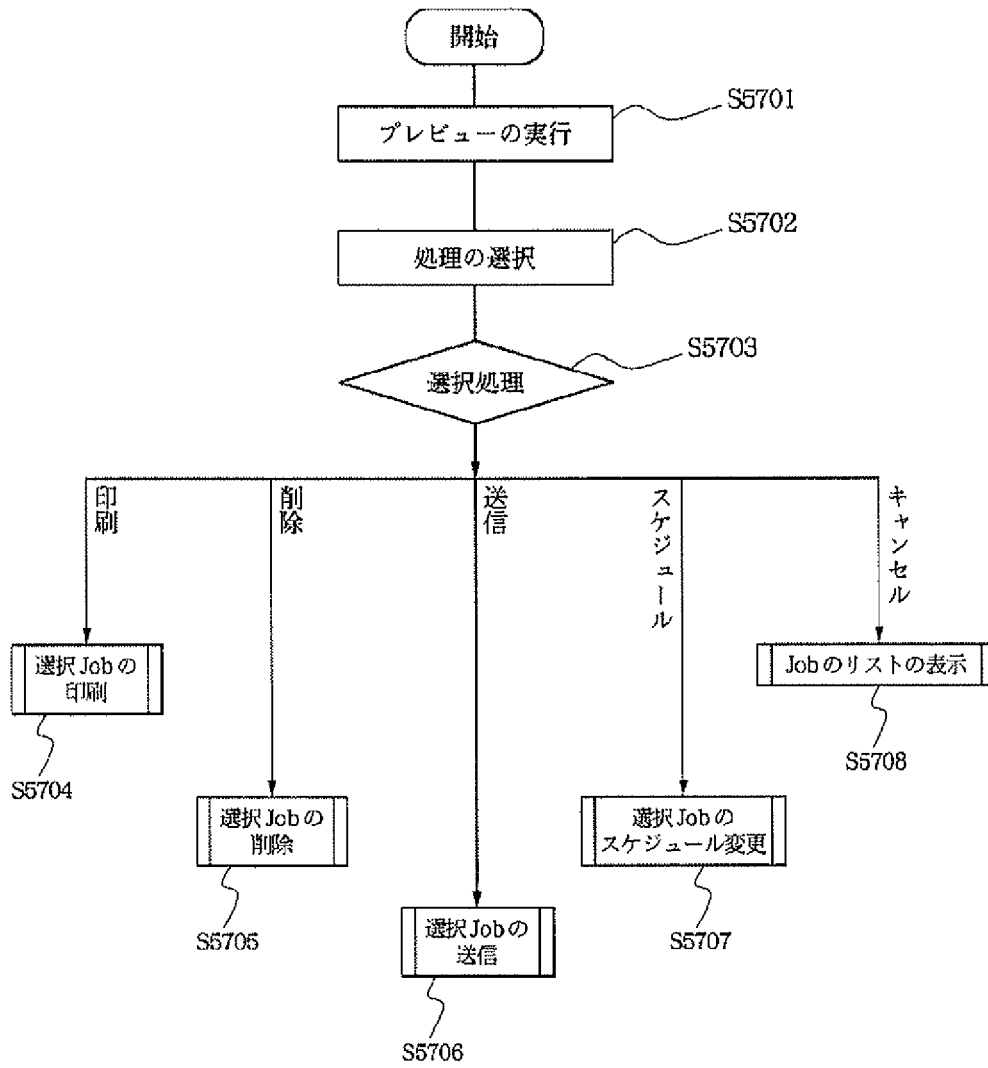 開始
S5701
プレビューの実行
S5702
処理の選択
S5703
選択処理
印刷
削除
送信
スケジュール
キャンセル
選択Jobの
印刷
S5704
選択Jobの
削除
S5705
選択Jobの
送信
S5706
選択Jobの
スケジュール変更
S5707
Jobのリストの表示
S5708